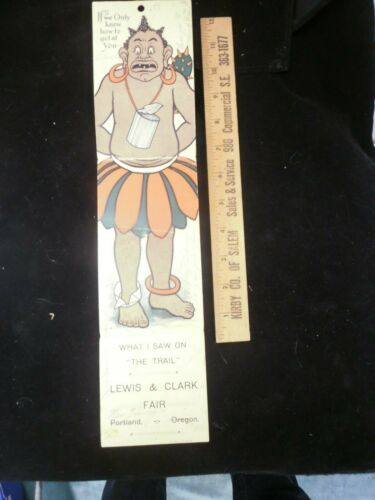 If
we Only
knew
how to
get at
You
WHAT I SAW ON
"THE TRAIL"
LEWIS & CLARK
FAIR
Portland, -:- Oregon.
KIRBY CO. OF SALEM Sales & Service 980 Commercial S.E. 363-1677